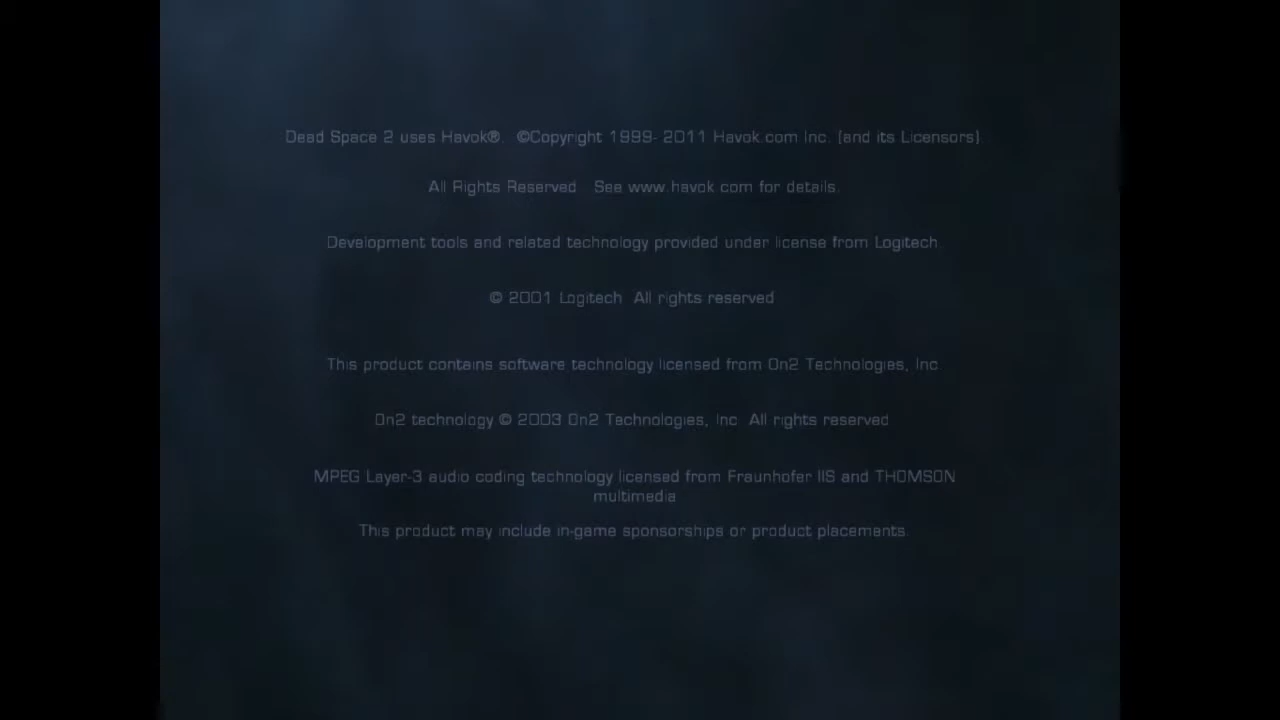 Dead Space 2 uses Havok®. ©Copyright 1999- 2011 Havok.com Inc. (and its Licensors).
All Rights Reserved. See www.havok.com for details.
Development tools and related technology provided under license from Logitech.
© 2001 Logitech. All rights reserved
This product contains software technology licensed from On2 Technologies, Inc.
On2 technology © 2003 On2 Technologies, Inc. All rights reserved
MPEG Layer-3 audio coding technology licensed from Fraunhofer IIS and THOMSON
multimedia
This product may include in-game sponsorships or product placements.